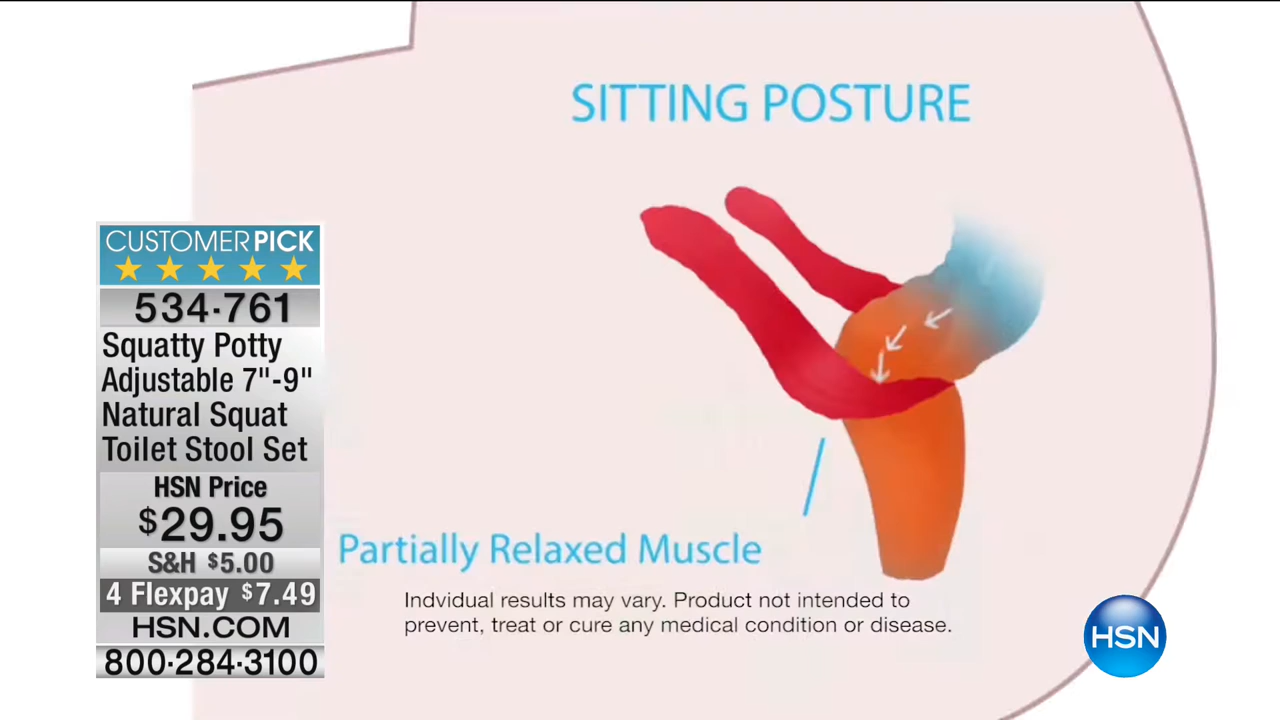 SITTING POSTURE
CUSTOMER PICK
534·761
Squatty Potty
Adjustable 7"-9"
Natural Squat
Toilet Stool Set
HSN Price
$29.95
S&H $5.00
4 Flexpay $7.49
HSN.COM
800·284·3100
Partially Relaxed Muscle
Indvidual results may vary. Product not intended to
prevent, treat or cure any medical condition or disease.
HSN